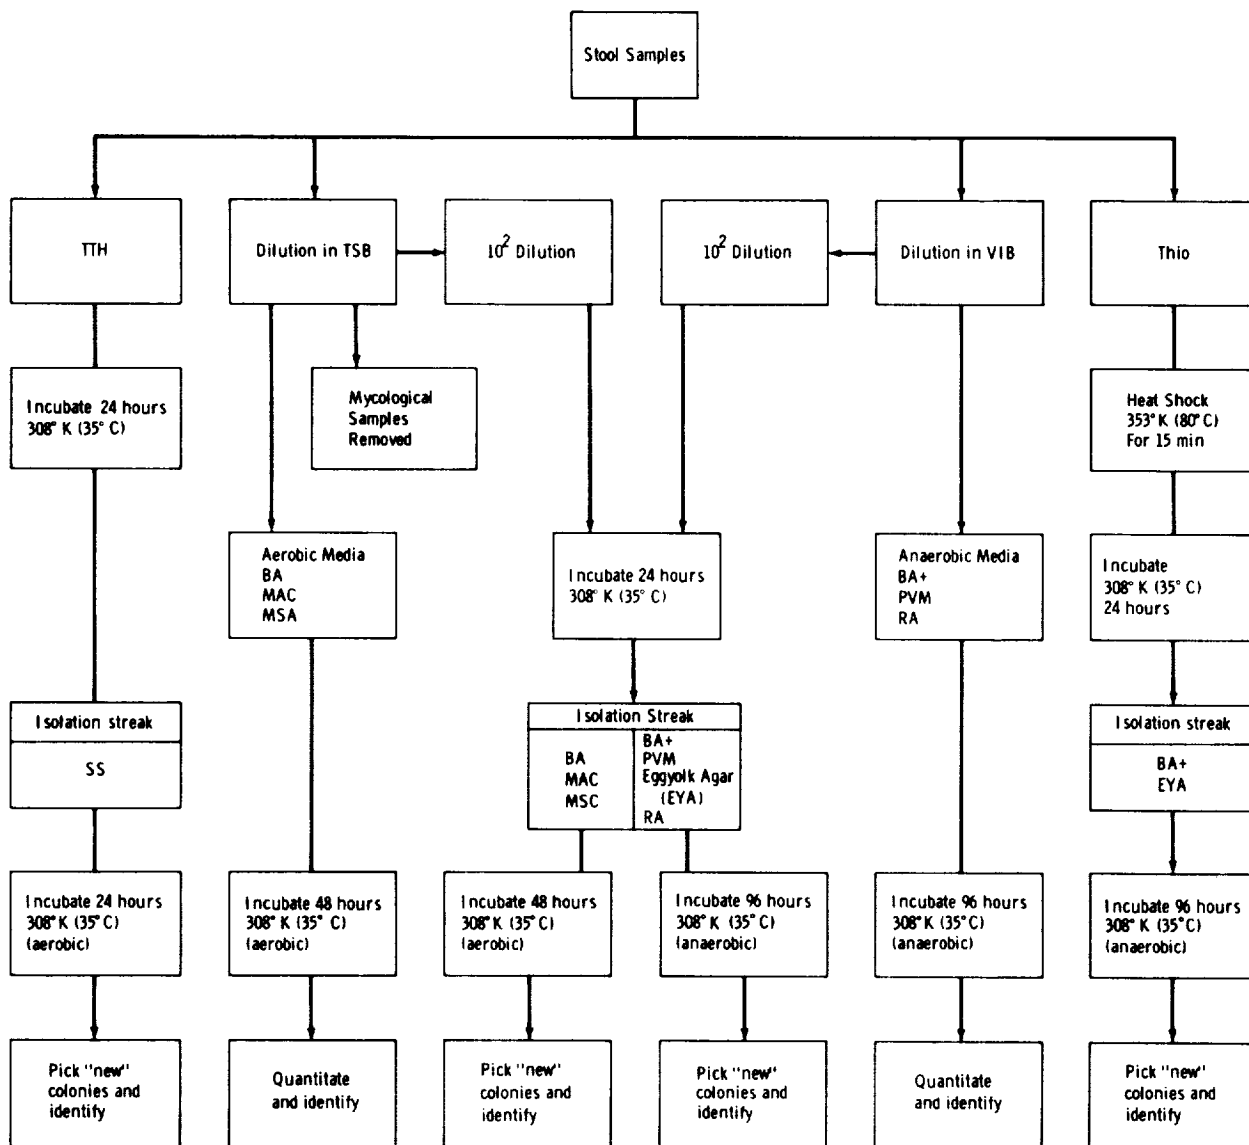 Stool Samples
TTH
Dilution in TSB
10² Dilution
10² Dilution
Dilution in VIB
Thio
Incubate 24 hours
308° K (35° C)
Mycological
Samples
Removed
Heat Shock
353° K (80° C)
For 15 min
Aerobic Media
BA
MAC
MSA
Incubate 24 hours
308° K (35° C)
Anaerobic Media
BA+
PVM
RA
Incubate
308° K (35° C)
24 hours
Isolation streak
SS
Isolation Streak
BA
MAC
MSC
BA+
PVM
Eggyolk Agar
(EYA)
RA
Isolation streak
BA+
EYA
Incubate 24 hours
308° K (35° C)
(aerobic)
Incubate 48 hours
308° K (35° C)
(aerobic)
Incubate 48 hours
308° K (35° C)
(aerobic)
Incubate 96 hours
308° K (35° C)
(anaerobic)
Incubate 96 hours
308° K (35° C)
(anaerobic)
Incubate 96 hours
308° K (35° C)
(anaerobic)
Pick "new"
colonies and
identify
Quantitate
and identify
Pick "new"
colonies and
identify
Pick "new"
colonies and
identify
Quantitate
and identify
Pick "new"
colonies and
identify